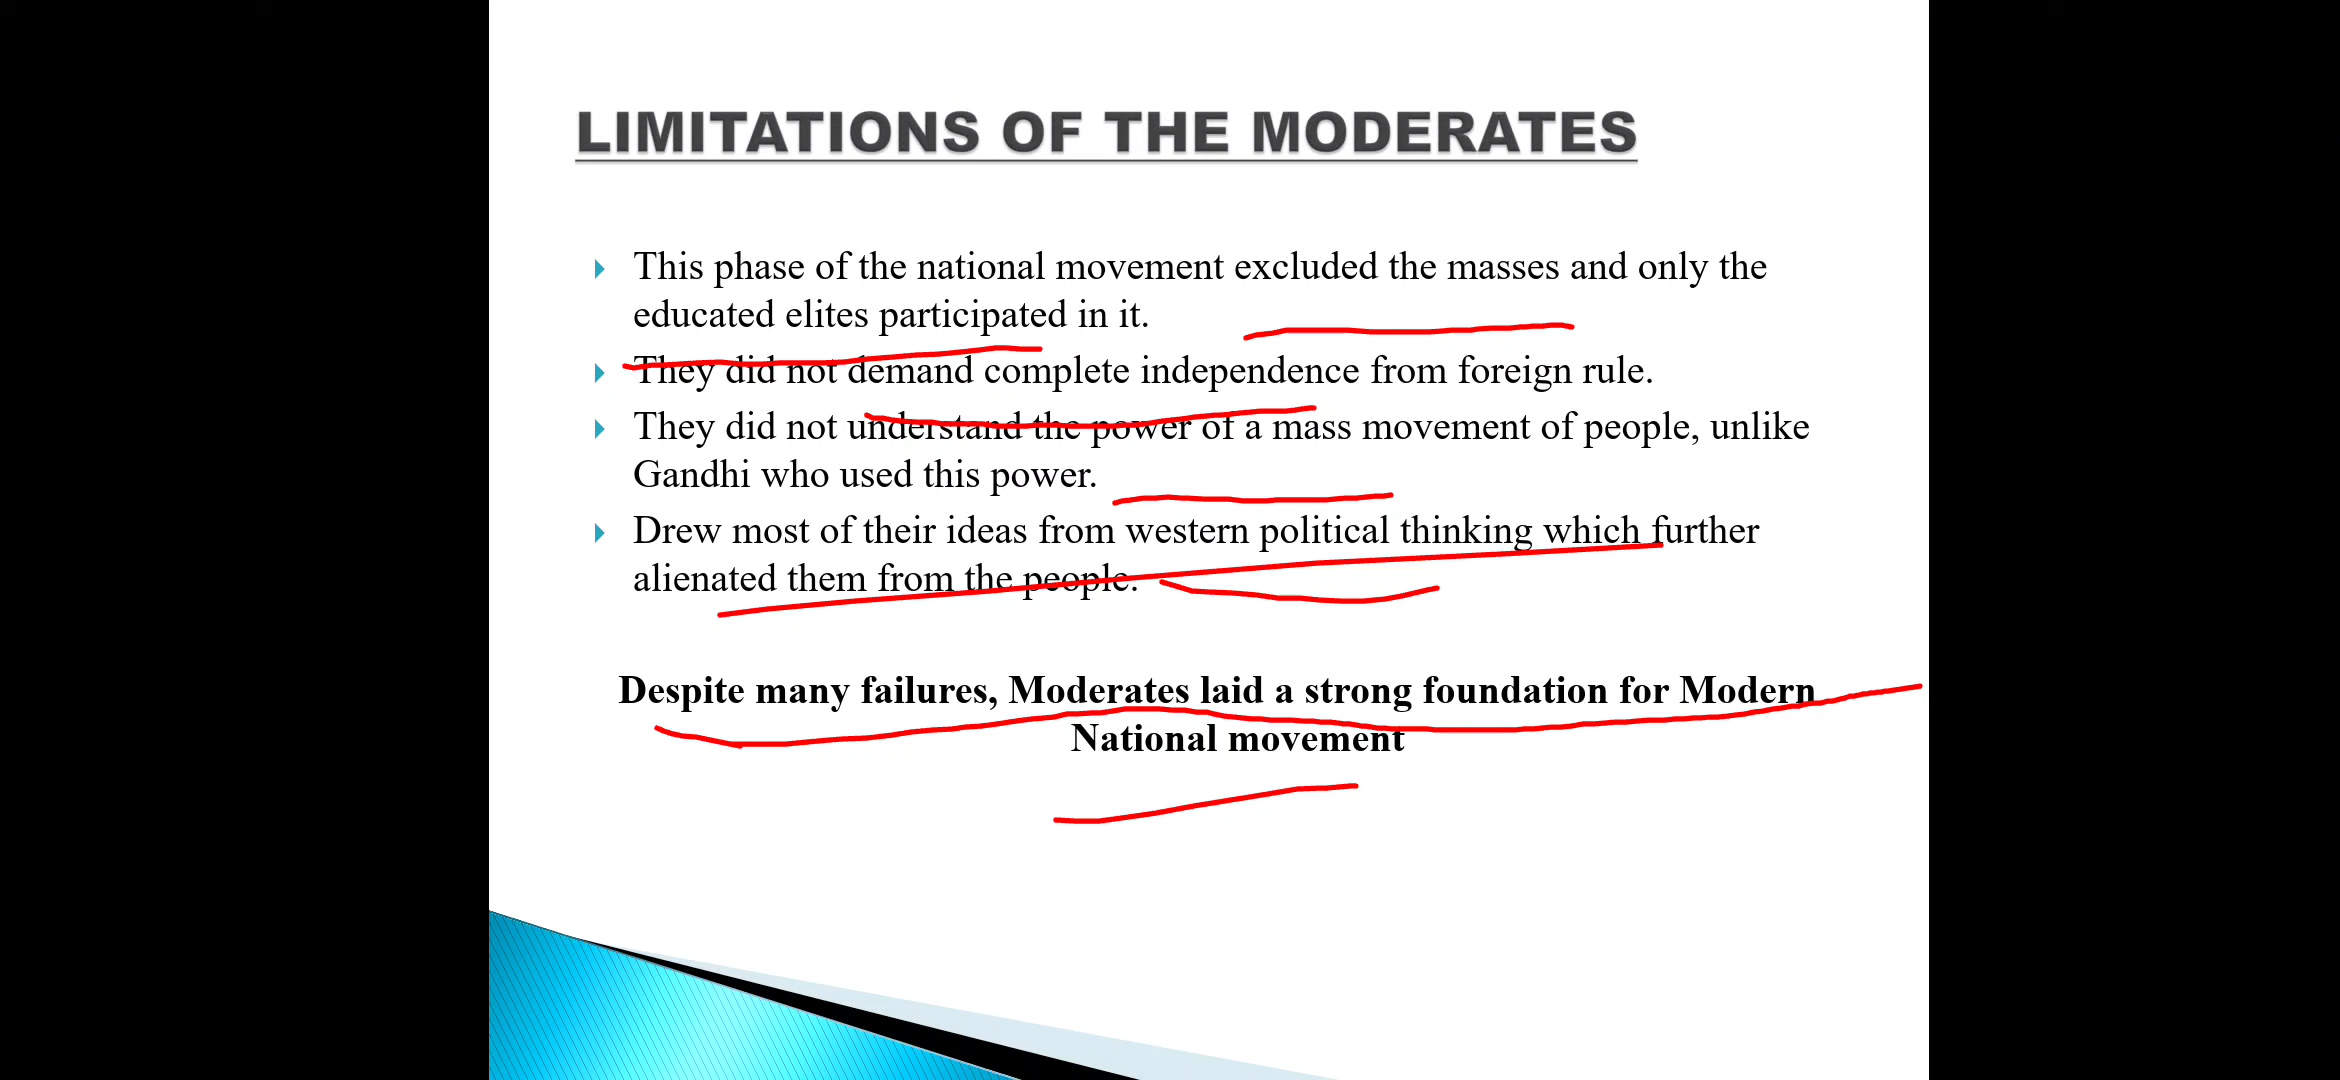 LIMITATIONS OF THE MODERATES
This phase of the national movement excluded the masses and only the
educated elites participated in it.
They did not demand complete independence from foreign rule.
They did not understand the power of a mass movement of people, unlike
Gandhi who used this power.
Drew most of their ideas from western political thinking which further
alienated them from the people.
Despite many failures, Moderates laid a strong foundation for Modern
National movement